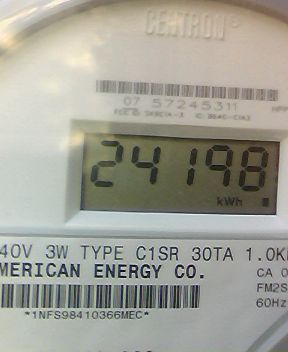 CENTRON®
07 57245311
24198
kWh
40V 3W TYPE C1SR 30TA 1.0K
MERICAN ENERGY CO. CA 0
FM2S
*1NFS98410366MEC* 60Hz